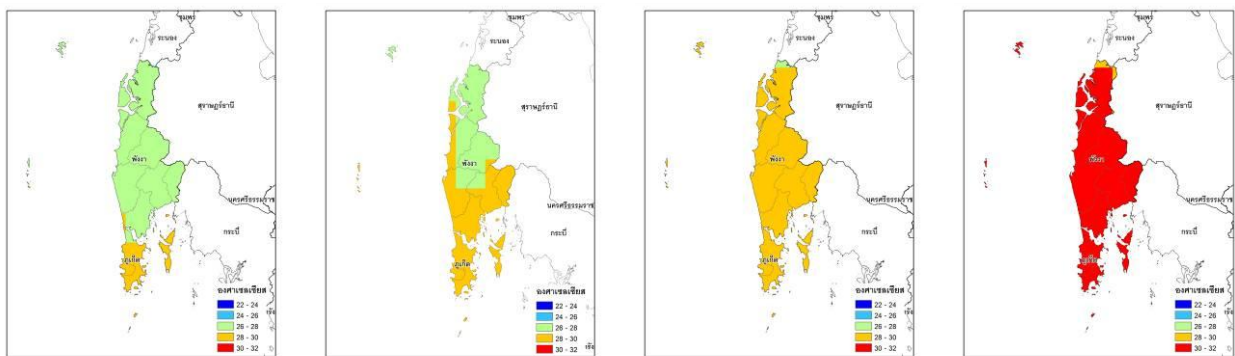 ชุมพร
ระนอง
สุราษฎร์ธานี
พังงา
นครศรีธรรมราช
กระบี่
ภูเก็ต
ตรัง
องศาเซลเซียส
22 - 24
24 - 26
26 - 28
28 - 30
30 - 32
ชุมพร
ระนอง
สุราษฎร์ธานี
พังงา
นครศรีธรรมราช
กระบี่
ภูเก็ต
ตรัง
องศาเซลเซียส
22 - 24
24 - 26
26 - 28
28 - 30
30 - 32
ชุมพร
ระนอง
สุราษฎร์ธานี
พังงา
นครศรีธรรมราช
กระบี่
ภูเก็ต
ตรัง
องศาเซลเซียส
22 - 24
24 - 26
26 - 28
28 - 30
30 - 32
ชุมพร
ระนอง
สุราษฎร์ธานี
พังงา
นครศรีธรรมราช
กระบี่
ภูเก็ต
ตรัง
องศาเซลเซียส
22 - 24
24 - 26
26 - 28
28 - 30
30 - 32